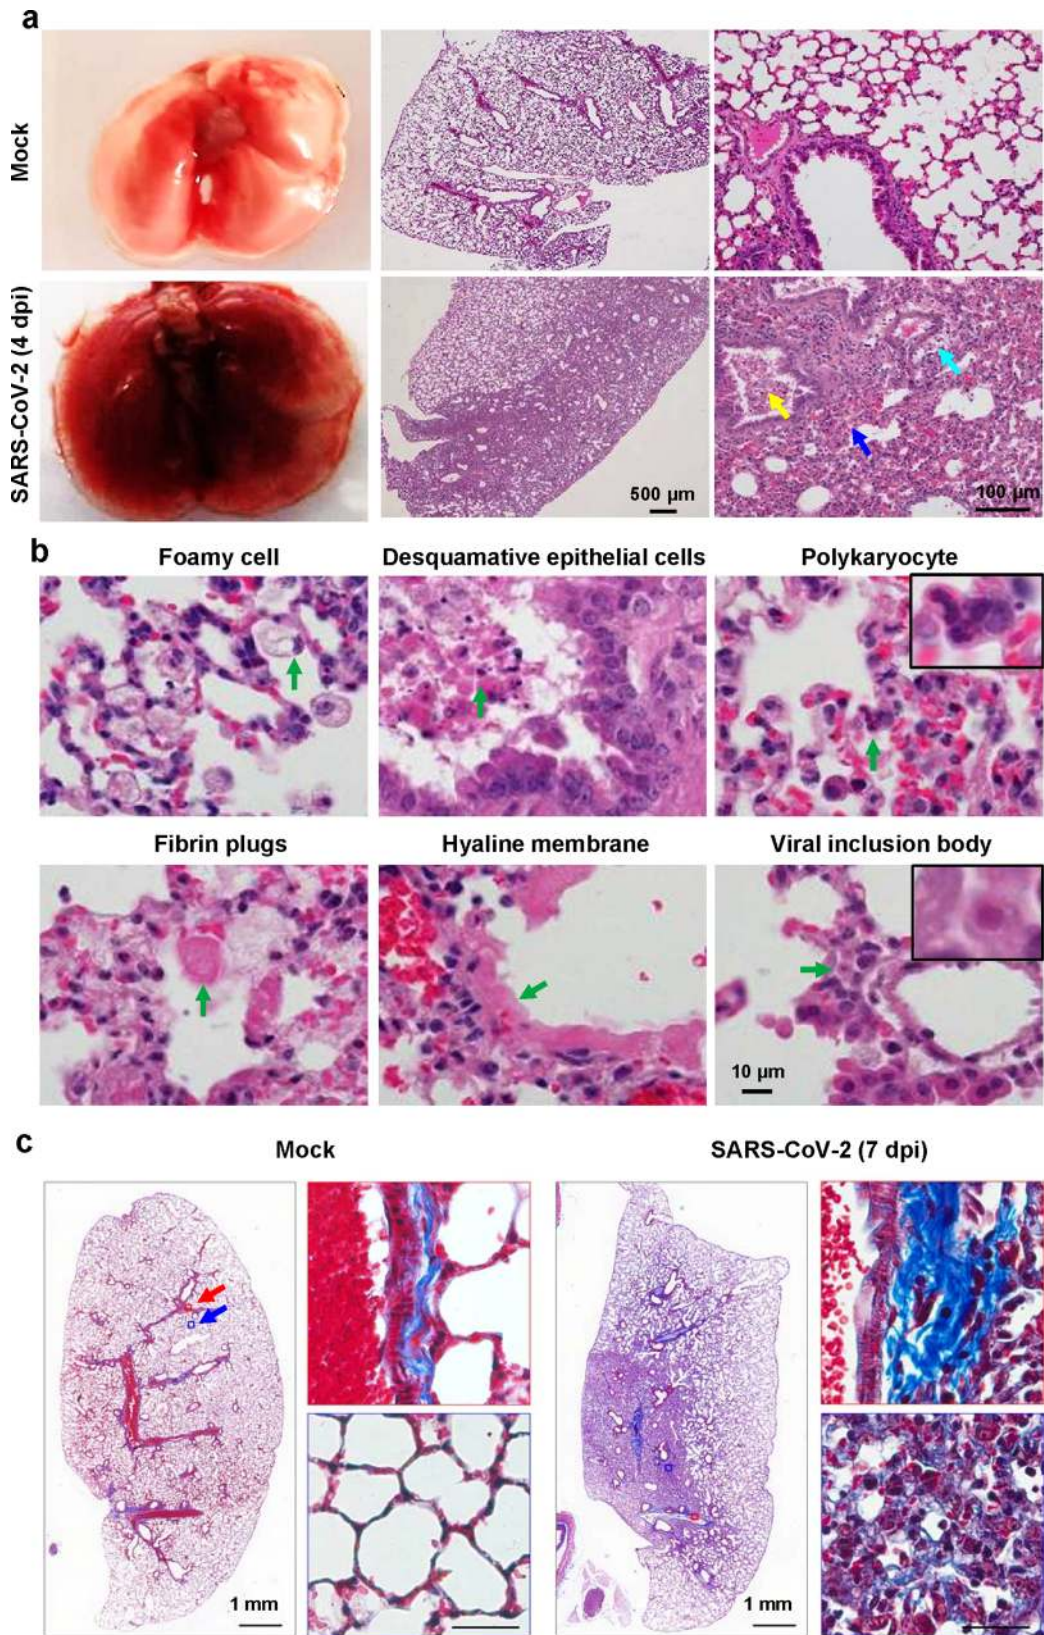 a
Mock
SARS-CoV-2 (4 dpi)
500 µm
100 µm
b
Foamy cell
Desquamative epithelial cells
Polykaryocyte
Fibrin plugs
Hyaline membrane
Viral inclusion body
10 µm
c
Mock
SARS-CoV-2 (7 dpi)
1 mm
1 mm